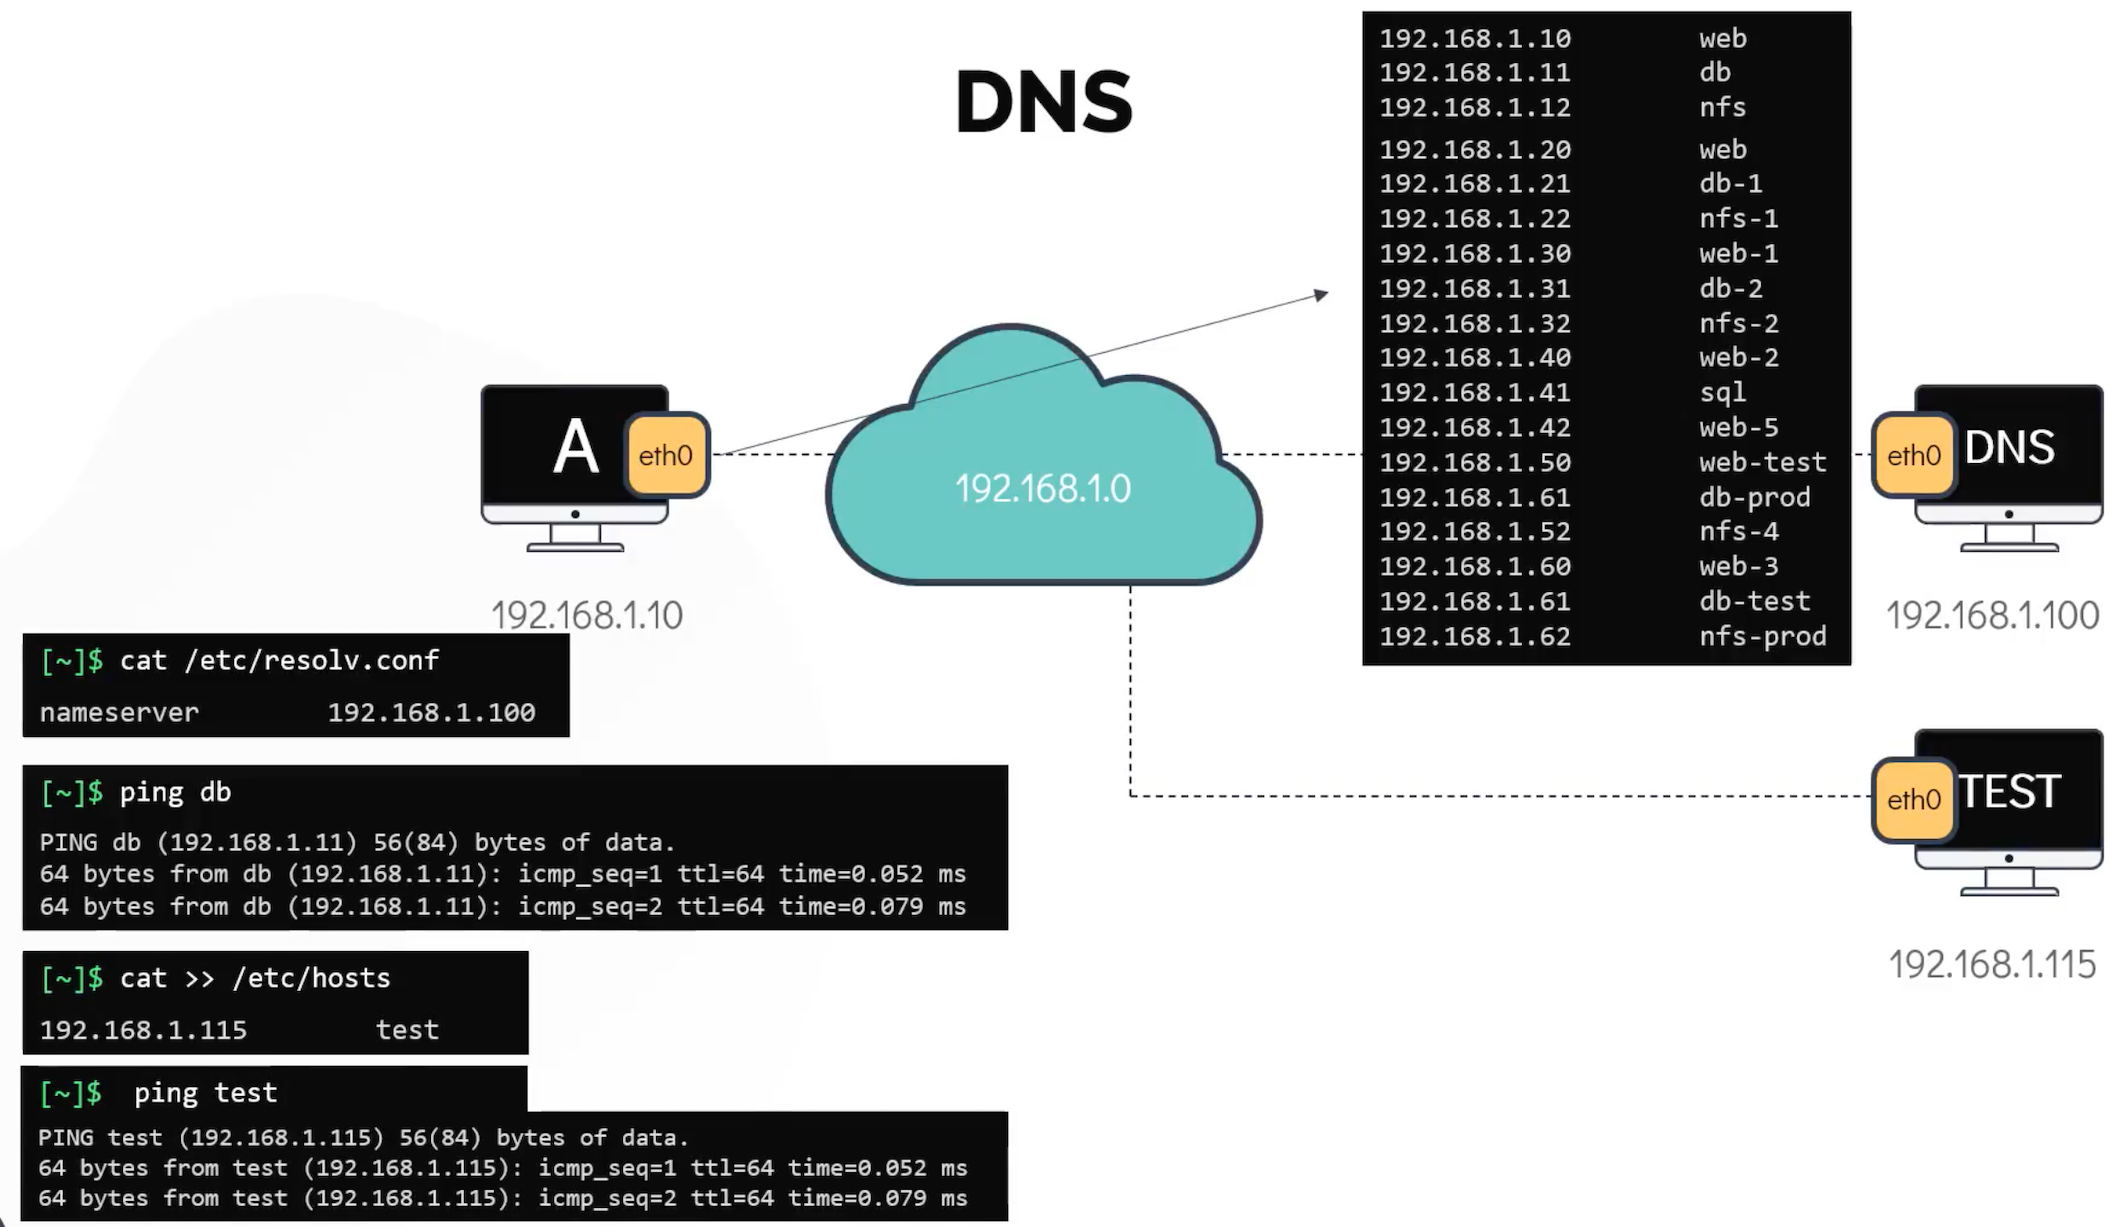 DNS
192.168.1.10 web
192.168.1.11 db
192.168.1.12 nfs
192.168.1.20 web
192.168.1.21 db-1
192.168.1.22 nfs-1
192.168.1.30 web-1
192.168.1.31 db-2
192.168.1.32 nfs-2
192.168.1.40 web-2
192.168.1.41 sql
192.168.1.42 web-5
192.168.1.50 web-test
192.168.1.61 db-prod
192.168.1.52 nfs-4
192.168.1.60 web-3
192.168.1.61 db-test
192.168.1.62 nfs-prod
A
eth0
192.168.1.10
192.168.1.0
eth0
DNS
192.168.1.100
eth0
TEST
192.168.1.115
[~]$ cat /etc/resolv.conf
nameserver 192.168.1.100
[~]$ ping db
PING db (192.168.1.11) 56(84) bytes of data.
64 bytes from db (192.168.1.11): icmp_seq=1 ttl=64 time=0.052 ms
64 bytes from db (192.168.1.11): icmp_seq=2 ttl=64 time=0.079 ms
[~]$ cat >> /etc/hosts
192.168.1.115 test
[~]$ ping test
PING test (192.168.1.115) 56(84) bytes of data.
64 bytes from test (192.168.1.115): icmp_seq=1 ttl=64 time=0.052 ms
64 bytes from test (192.168.1.115): icmp_seq=2 ttl=64 time=0.079 ms